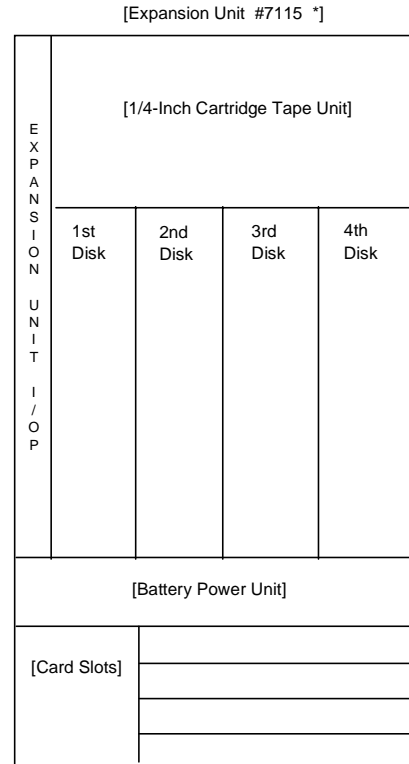 [Expansion Unit #7115 *]
[1/4-Inch Cartridge Tape Unit]
EXPANSION UNIT I/OP
1st Disk
2nd Disk
3rd Disk
4th Disk
[Battery Power Unit]
[Card Slots]